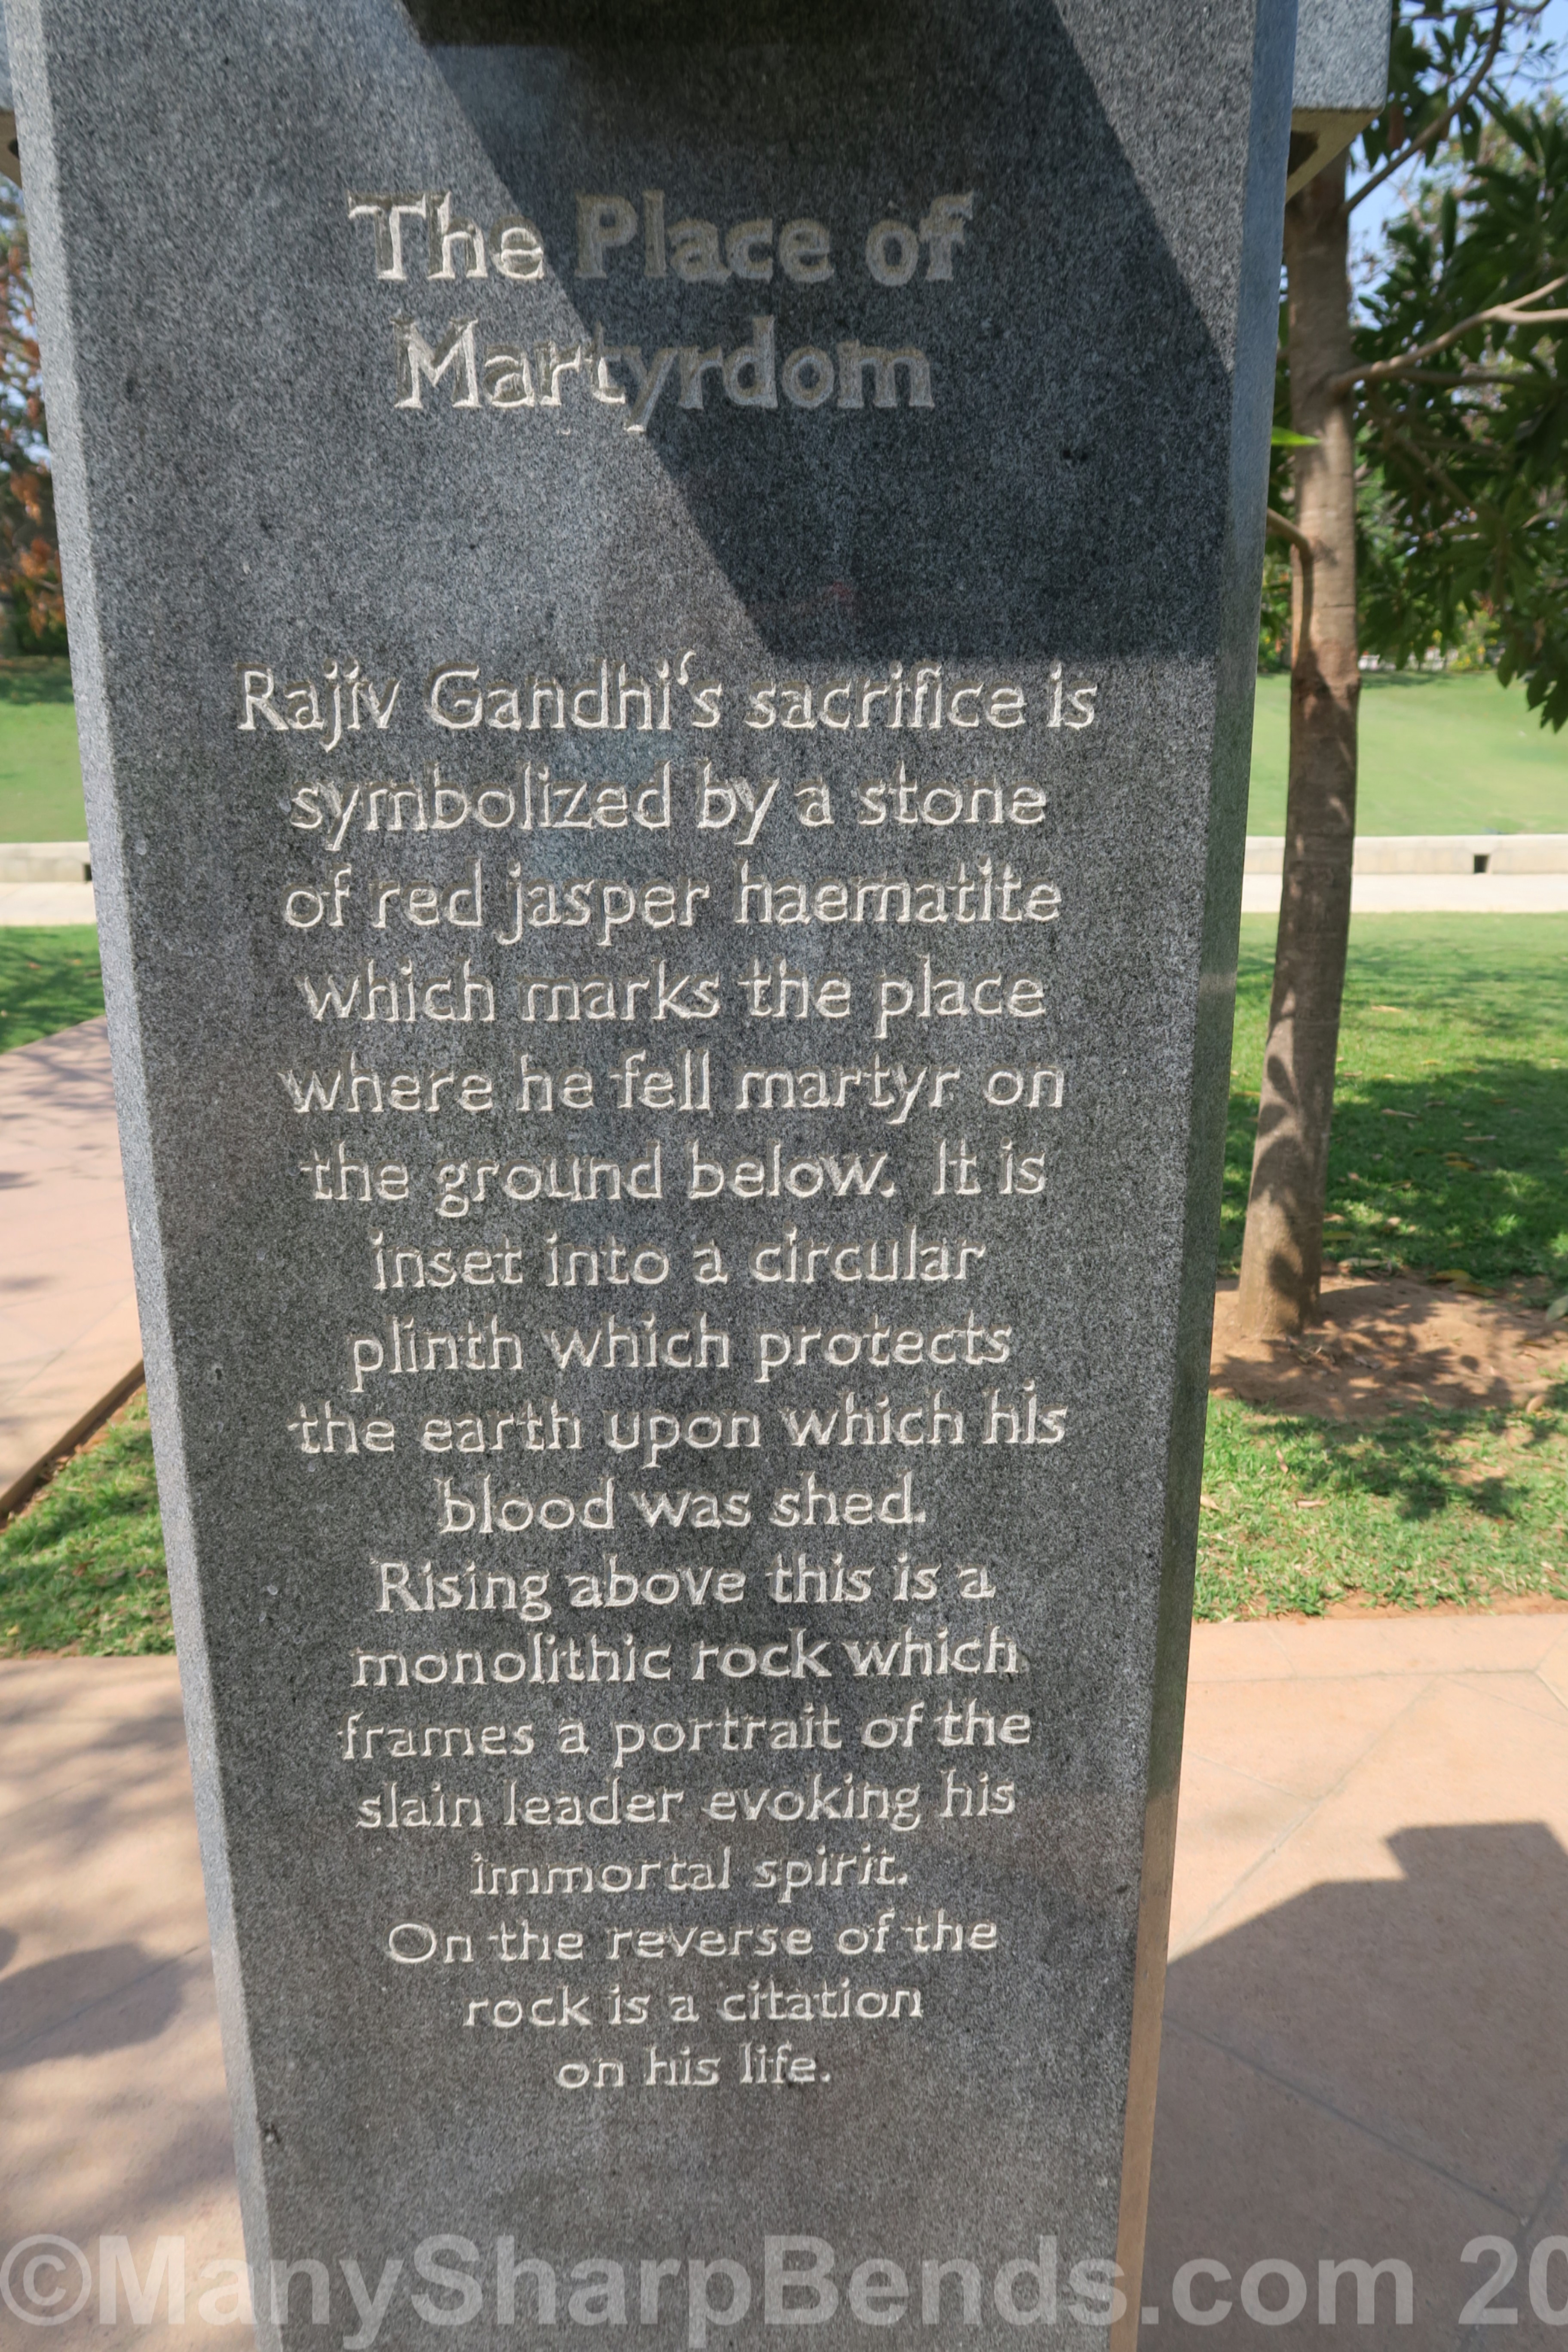 The Place of
Martyrdom
Rajiv Gandhi‘s sacrifice is
symbolized by a stone
of red jasper haematite
which marks the place
where he fell martyr on
the ground below. It is
inset into a circular
plinth which protects
the earth upon which his
blood was shed.
Rising above this is a
monolithic rock which
frames a portrait of the
slain leader evoking his
immortal spirit.
On the reverse of the
rock is a citation
on his life.
©ManySharpBends.com 20